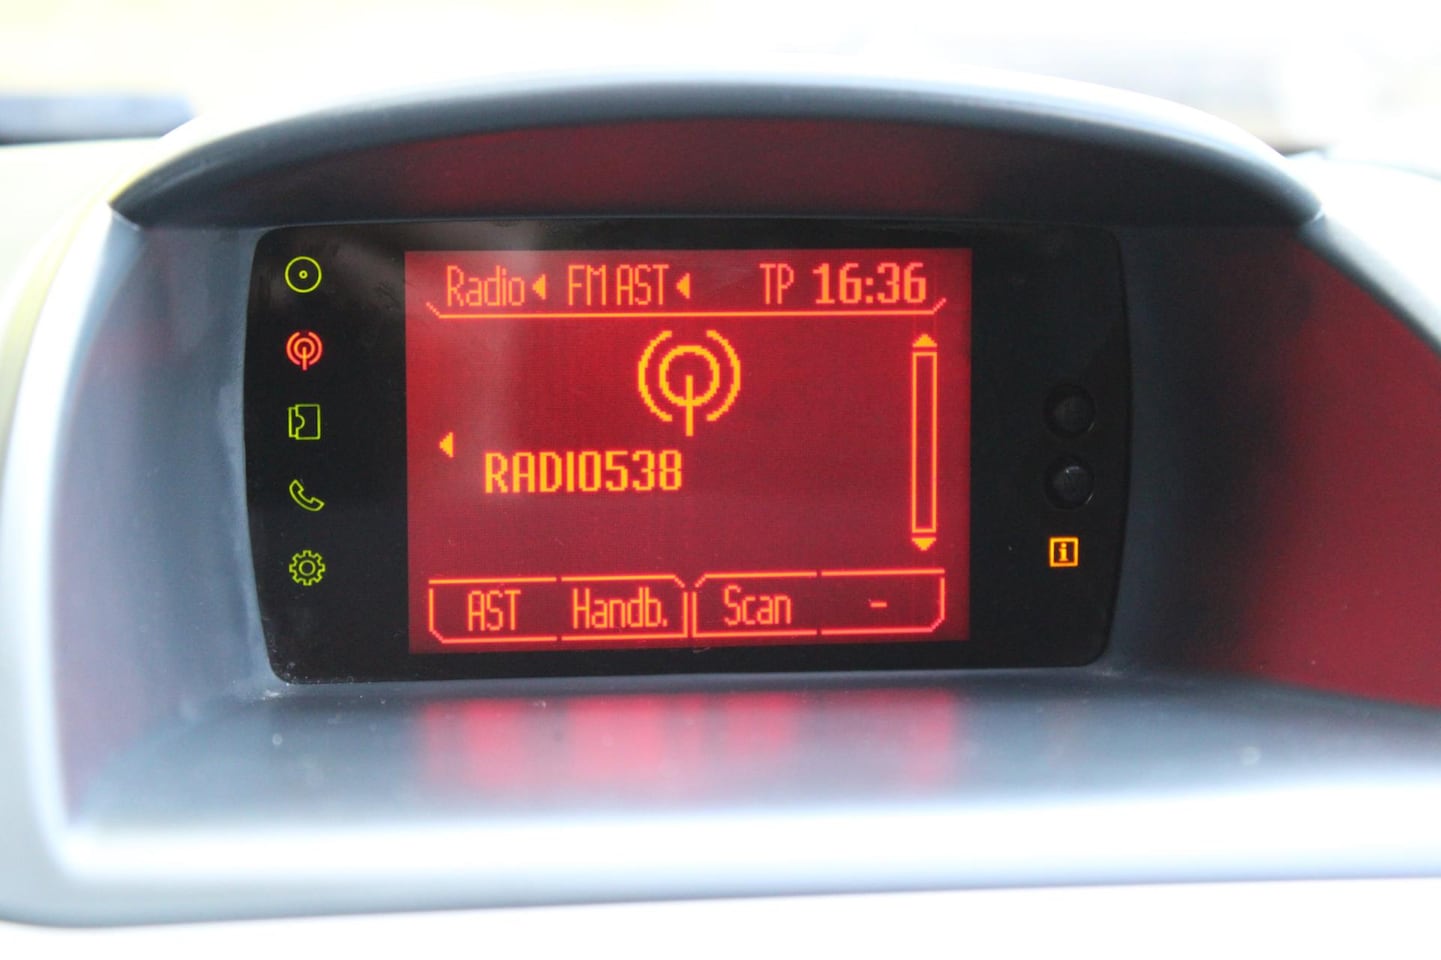 Radio FM AST TP 16:36
RADIO538
i
AST Handb. Scan -